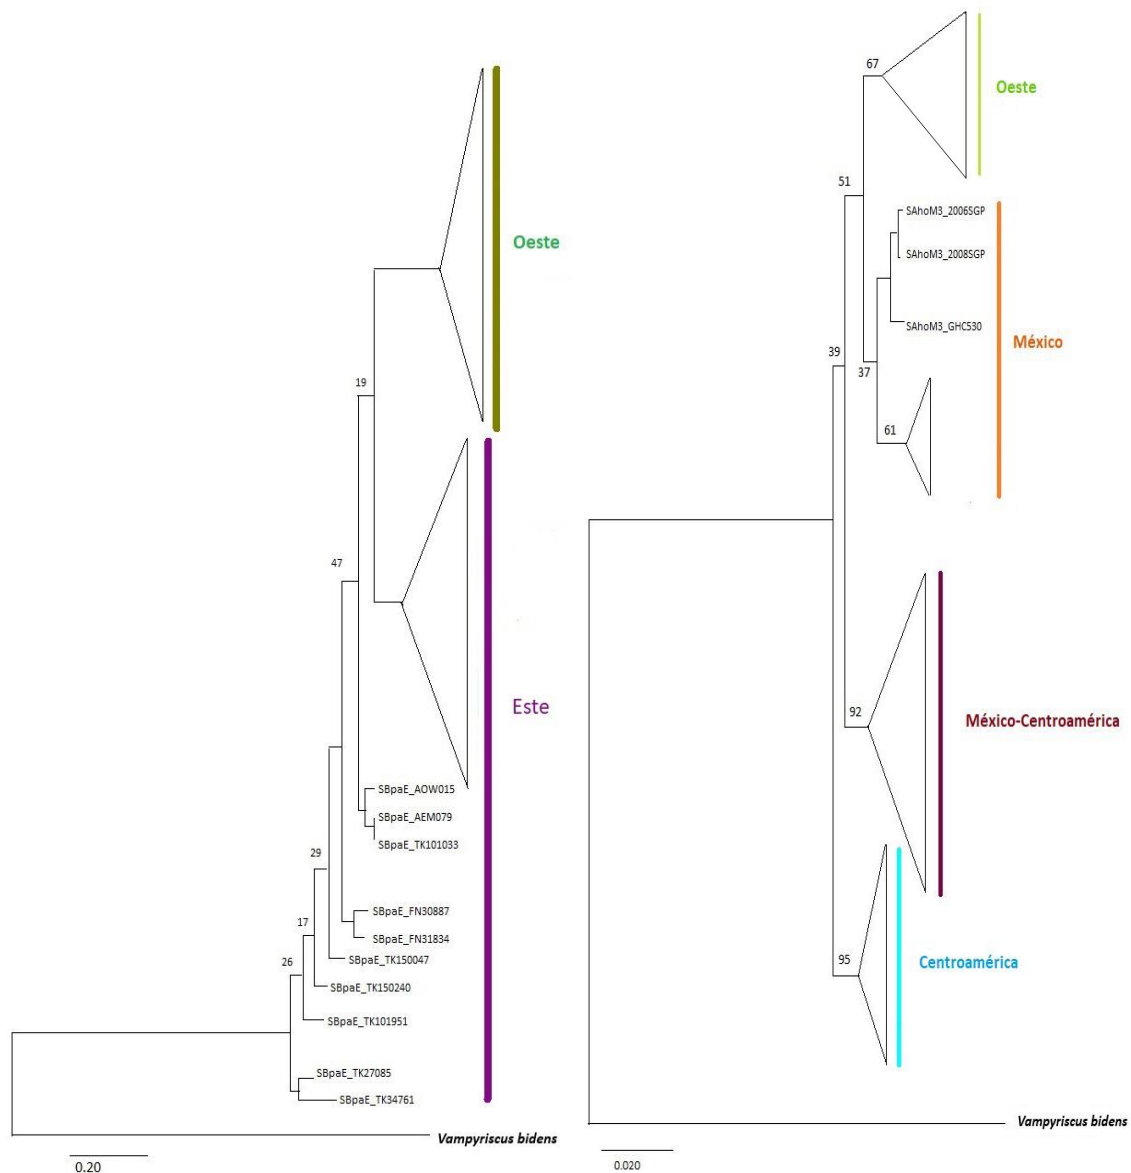 Oeste
19
47
Este
SBpaE_AOW015
SBpaE_AEM079
SBpaE_TK101033
29
SBpaE_FN30887
SBpaE_FN31834
17
SBpaE_TK150047
26
SBpaE_TK150240
SBpaE_TK101951
SBpaE_TK27085
SBpaE_TK34761
Vampyriscus bidens
0.20
67
Oeste
51
SAhoM3_2006SGP
SAhoM3_2008SGP
SAhoM3_GHC530
México
39
37
61
92
México-Centroamérica
95
Centroamérica
Vampyriscus bidens
0.020